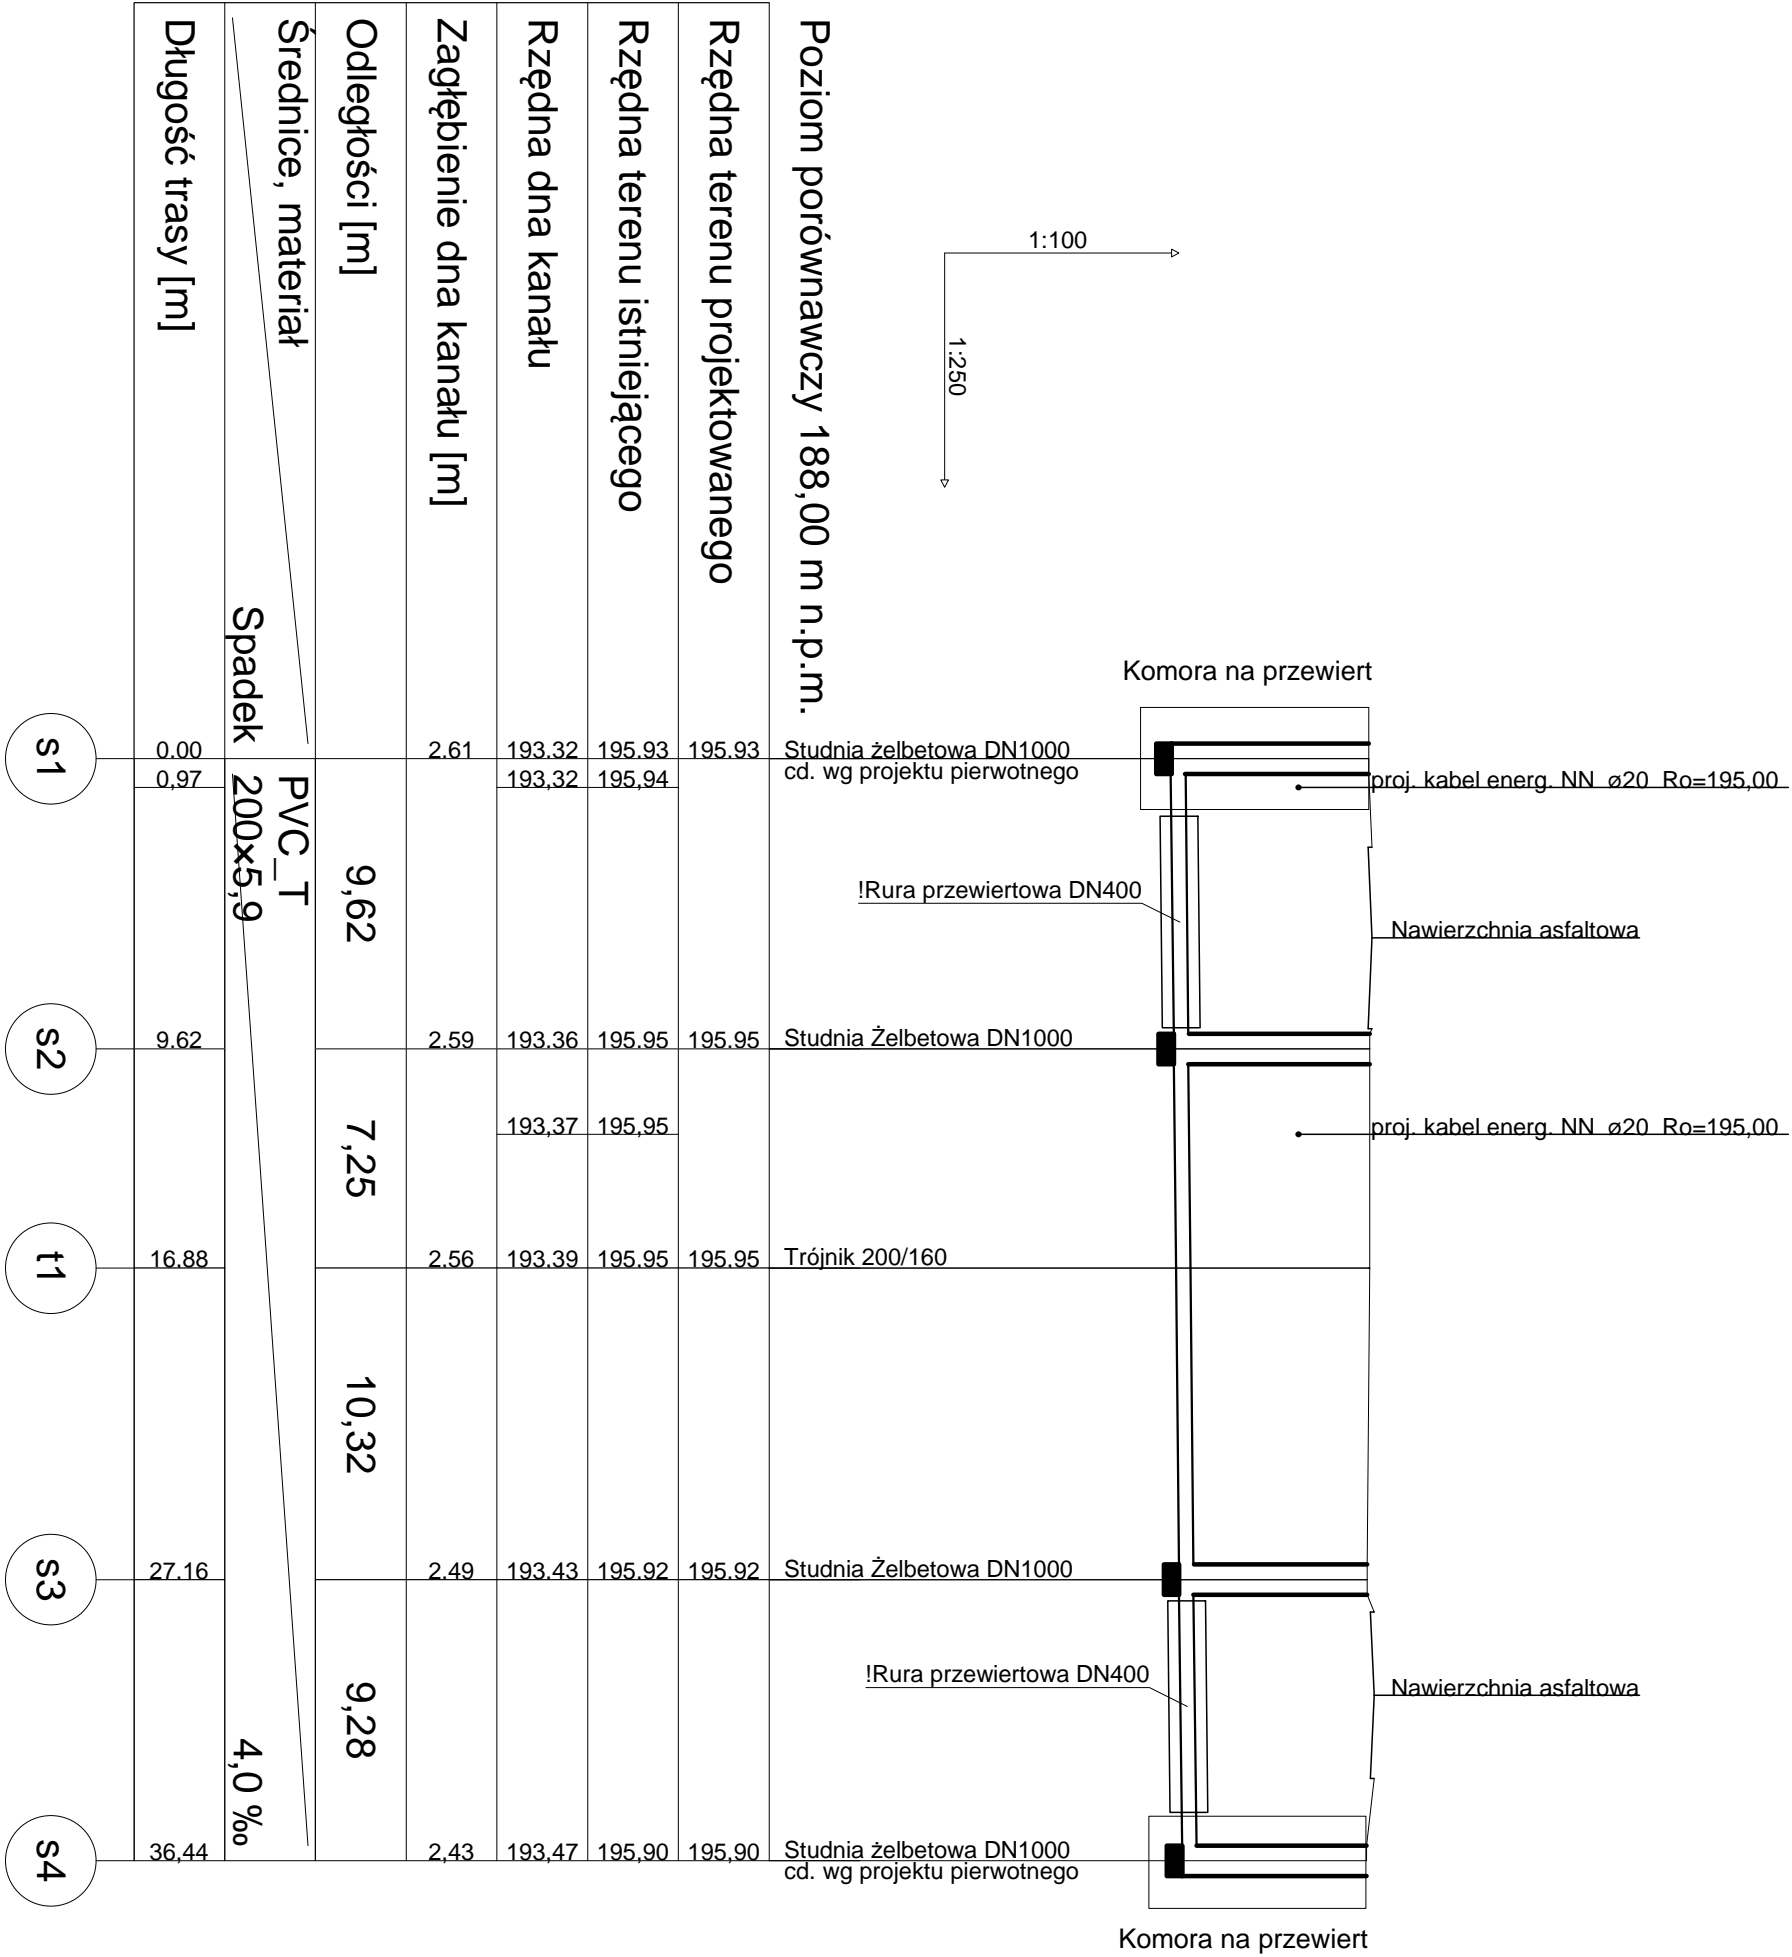 Komora na przewiert
1:100
1:250
proj. kabel energ. NN ø20 Ro=195,00
!Rura przewiertowa DN400
Nawierzchnia asfaltowa
proj. kabel energ. NN ø20 Ro=195,00
!Rura przewiertowa DN400
Nawierzchnia asfaltowa
Komora na przewiert
Poziom porównawczy 188,00 m n.p.m.
Studnia żelbetowa DN1000
cd. wg projektu pierwotnego
Studnia Żelbetowa DN1000
Trójnik 200/160
Studnia Żelbetowa DN1000
Studnia żelbetowa DN1000
cd. wg projektu pierwotnego
Rzędna terenu projektowanego 195.93 195.95 195.95 195.92 195,90
Rzędna terenu istniejącego 195.93 195,94 195.95 195,95 195.95 195.92 195,90
Rzędna dna kanału 193.32 193,32 193.36 193,37 193.39 193.43 193,47
Zagłębienie dna kanału [m] 2.61 2.59 2.56 2.49 2,43
Odległości [m] 9,62 7,25 10,32 9,28
Średnice, materiał PVC_T
Spadek 200x5,9 4,0 ‰
Długość trasy [m] 0.00 0,97 9.62 16.88 27.16 36,44
s1 s2 t1 s3 s4